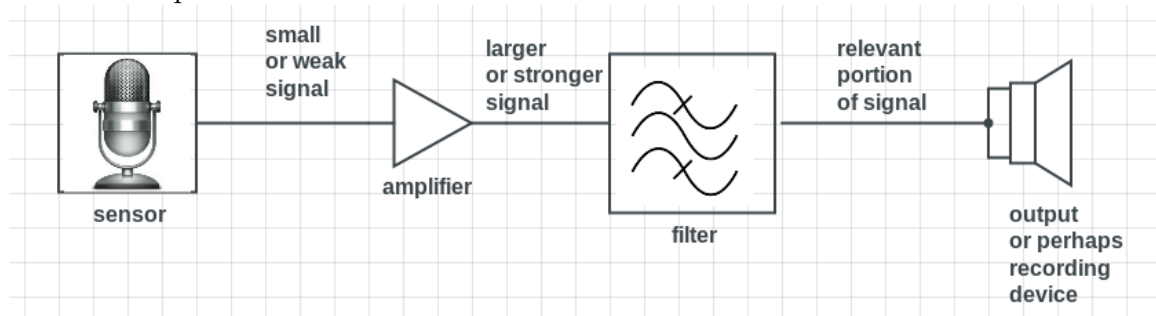 small
or weak
signal
larger
or stronger
signal
relevant
portion
of signal
amplifier
sensor
filter
output
or perhaps
recording
device